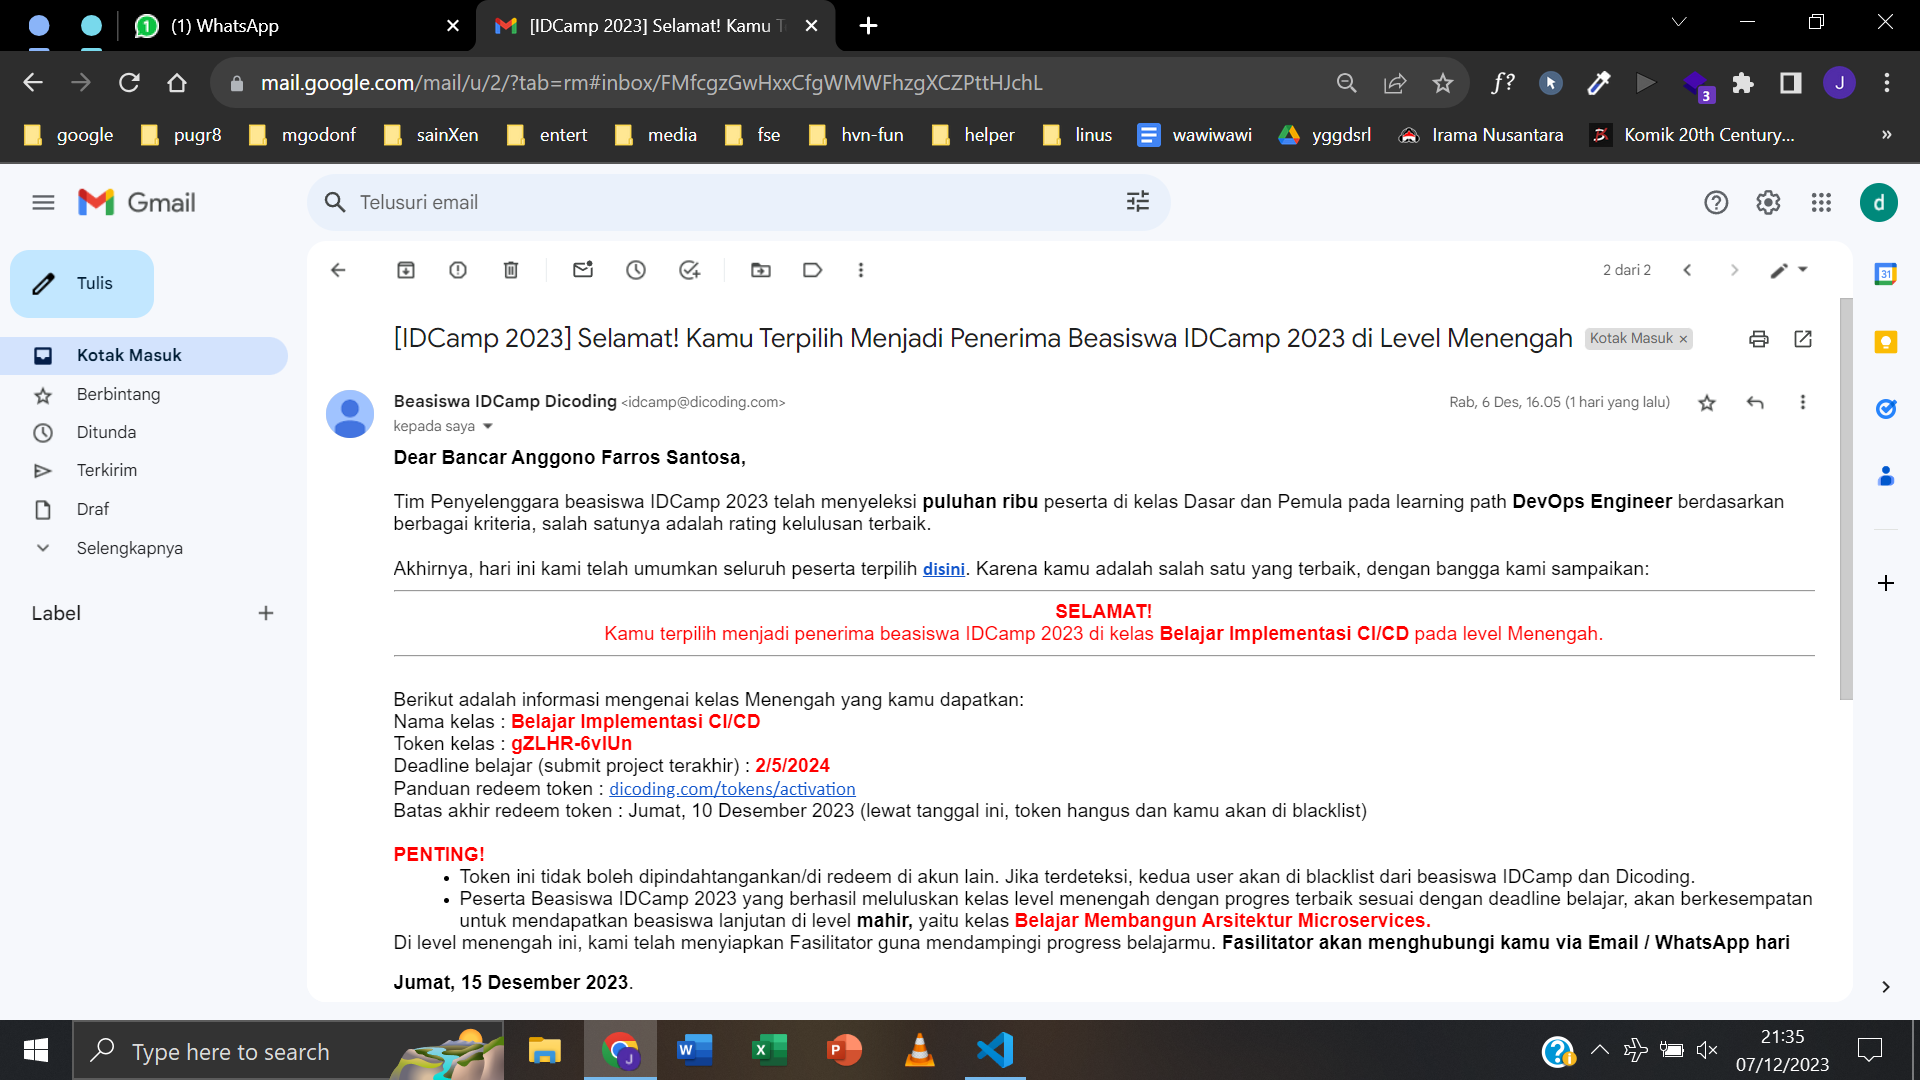 (1) WhatsApp
[IDCamp 2023] Selamat! Kamu T
mail.google.com/mail/u/2/?tab=rm#inbox/FMfcgzGwHxxCfgWMWFhzgXCZPttHJchL
f?
3
J
google
pugr8
mgodonf
sainXen
entert
media
fse
hvn-fun
helper
linus
wawiwawi
yggdsrl
Irama Nusantara
Komik 20th Century...
»
Gmail
Telusuri email
d
Tulis
2 dari 2
31
Kotak Masuk
Berbintang
Ditunda
Terkirim
Draf
Selengkapnya
Label
[IDCamp 2023] Selamat! Kamu Terpilih Menjadi Penerima Beasiswa IDCamp 2023 di Level Menengah
Kotak Masuk ×
Beasiswa IDCamp Dicoding <idcamp@dicoding.com>
Rab, 6 Des, 16.05 (1 hari yang lalu)
kepada saya
Dear Bancar Anggono Farros Santosa,
Tim Penyelenggara beasiswa IDCamp 2023 telah menyeleksi puluhan ribu peserta di kelas Dasar dan Pemula pada learning path DevOps Engineer berdasarkan
berbagai kriteria, salah satunya adalah rating kelulusan terbaik.
Akhirnya, hari ini kami telah umumkan seluruh peserta terpilih disini. Karena kamu adalah salah satu yang terbaik, dengan bangga kami sampaikan:
SELAMAT!
Kamu terpilih menjadi penerima beasiswa IDCamp 2023 di kelas Belajar Implementasi CI/CD pada level Menengah.
Berikut adalah informasi mengenai kelas Menengah yang kamu dapatkan:
Nama kelas : Belajar Implementasi CI/CD
Token kelas : gZLHR-6vIUn
Deadline belajar (submit project terakhir) : 2/5/2024
Panduan redeem token : dicoding.com/tokens/activation
Batas akhir redeem token : Jumat, 10 Desember 2023 (lewat tanggal ini, token hangus dan kamu akan di blacklist)
PENTING!
• Token ini tidak boleh dipindahtangankan/di redeem di akun lain. Jika terdeteksi, kedua user akan di blacklist dari beasiswa IDCamp dan Dicoding.
• Peserta Beasiswa IDCamp 2023 yang berhasil meluluskan kelas level menengah dengan progres terbaik sesuai dengan deadline belajar, akan berkesempatan
untuk mendapatkan beasiswa lanjutan di level mahir, yaitu kelas Belajar Membangun Arsitektur Microservices.
Di level menengah ini, kami telah menyiapkan Fasilitator guna mendampingi progress belajarmu. Fasilitator akan menghubungi kamu via Email / WhatsApp hari
Jumat, 15 Desember 2023.
Type here to search
21:35
07/12/2023